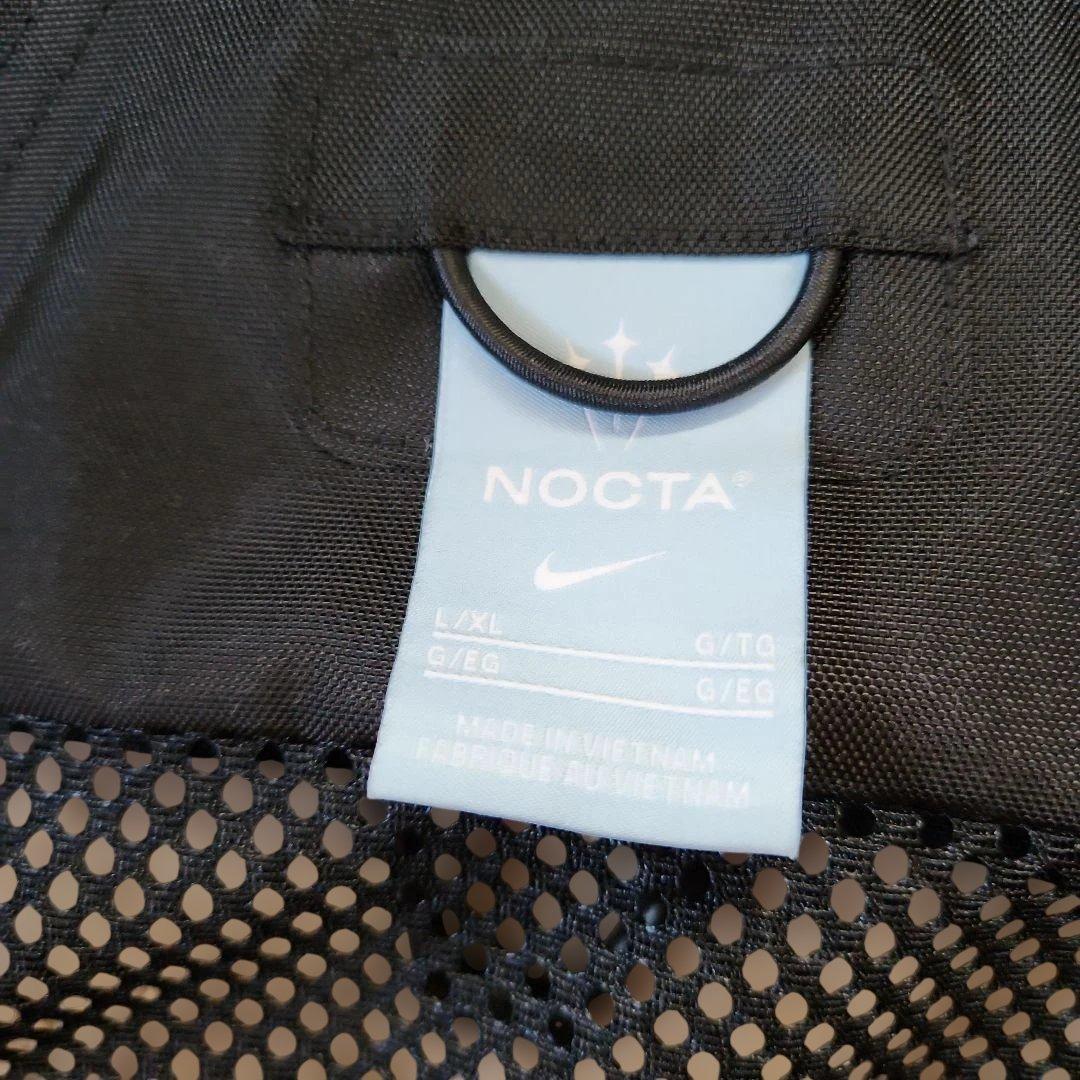 NOCTA®
L/XL G/TG
G/EG G/EG
MADE IN VIETNAM
FABRIQUE AU VIETNAM